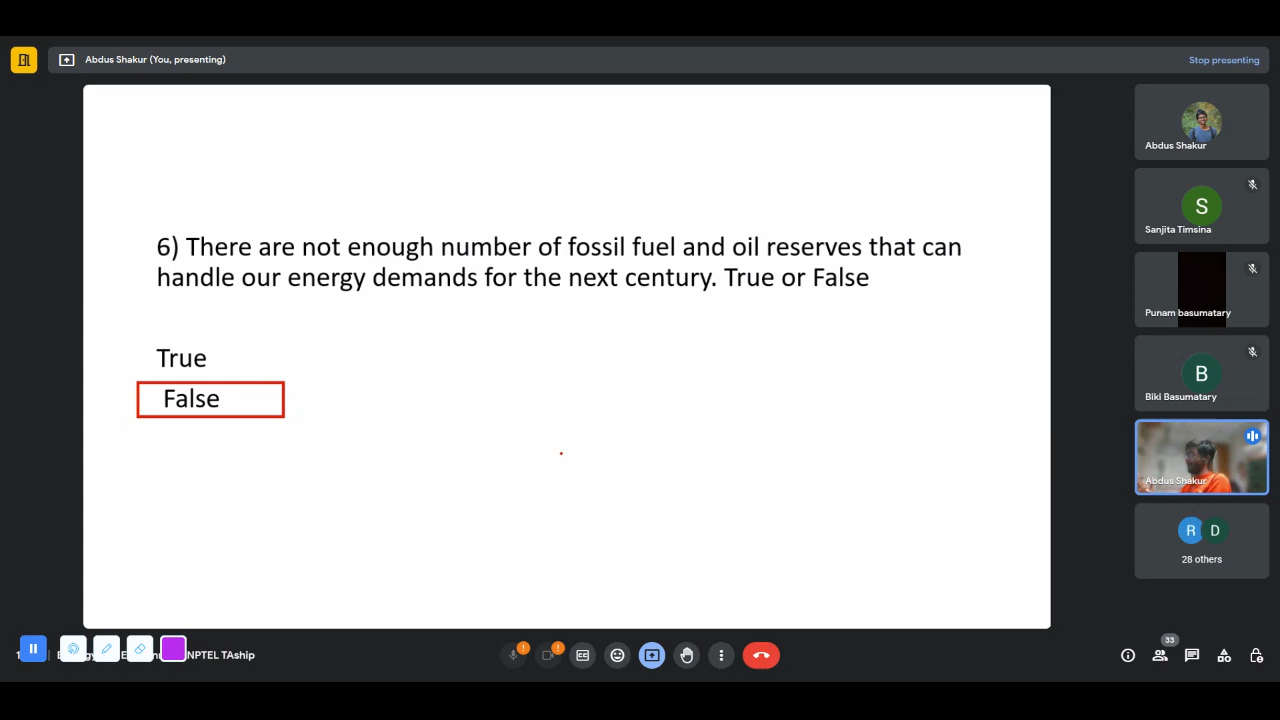 Abdus Shakur (You, presenting)
Stop presenting
6) There are not enough number of fossil fuel and oil reserves that can
handle our energy demands for the next century. True or False
True
False
Abdus Shakur
S
Sanjita Timsina
Punam basumatary
B
Biki Basumatary
Abdus Shakur
R D
28 others
NPTEL TAship
33